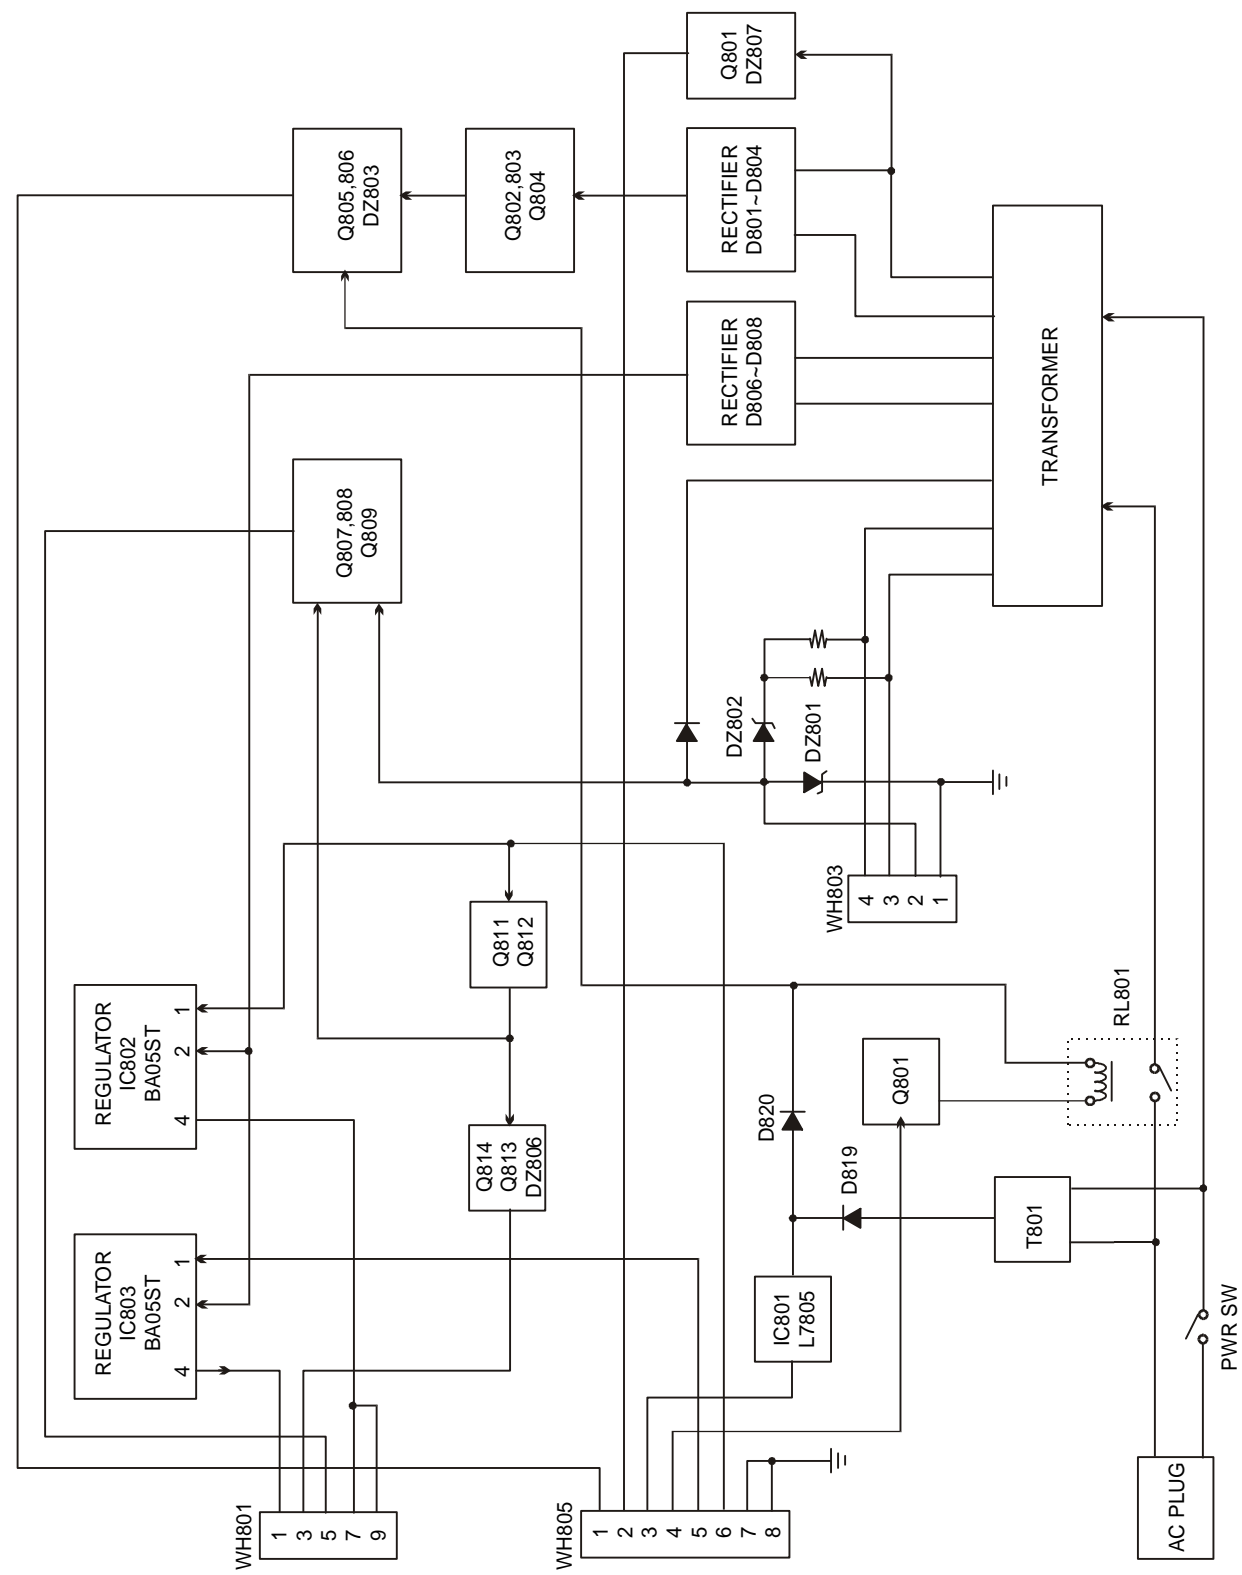 Q801
DZ807
RECTIFIER
D801~D804
Q802,803
Q804
Q805,806
DZ803
RECTIFIER
D806~D808
TRANSFORMER
Q807,808
Q809
DZ802
DZ801
WH803
4
3
2
1
Q811
Q812
REGULATOR
IC802
BA05ST
1
2
4
RL801
Q801
D820
D819
Q814
Q813
DZ806
T801
REGULATOR
IC803
BA05ST
1
2
4
IC801
L7805
PWR SW
WH801
1
3
5
7
9
WH805
1
2
3
4
5
6
7
8
AC PLUG